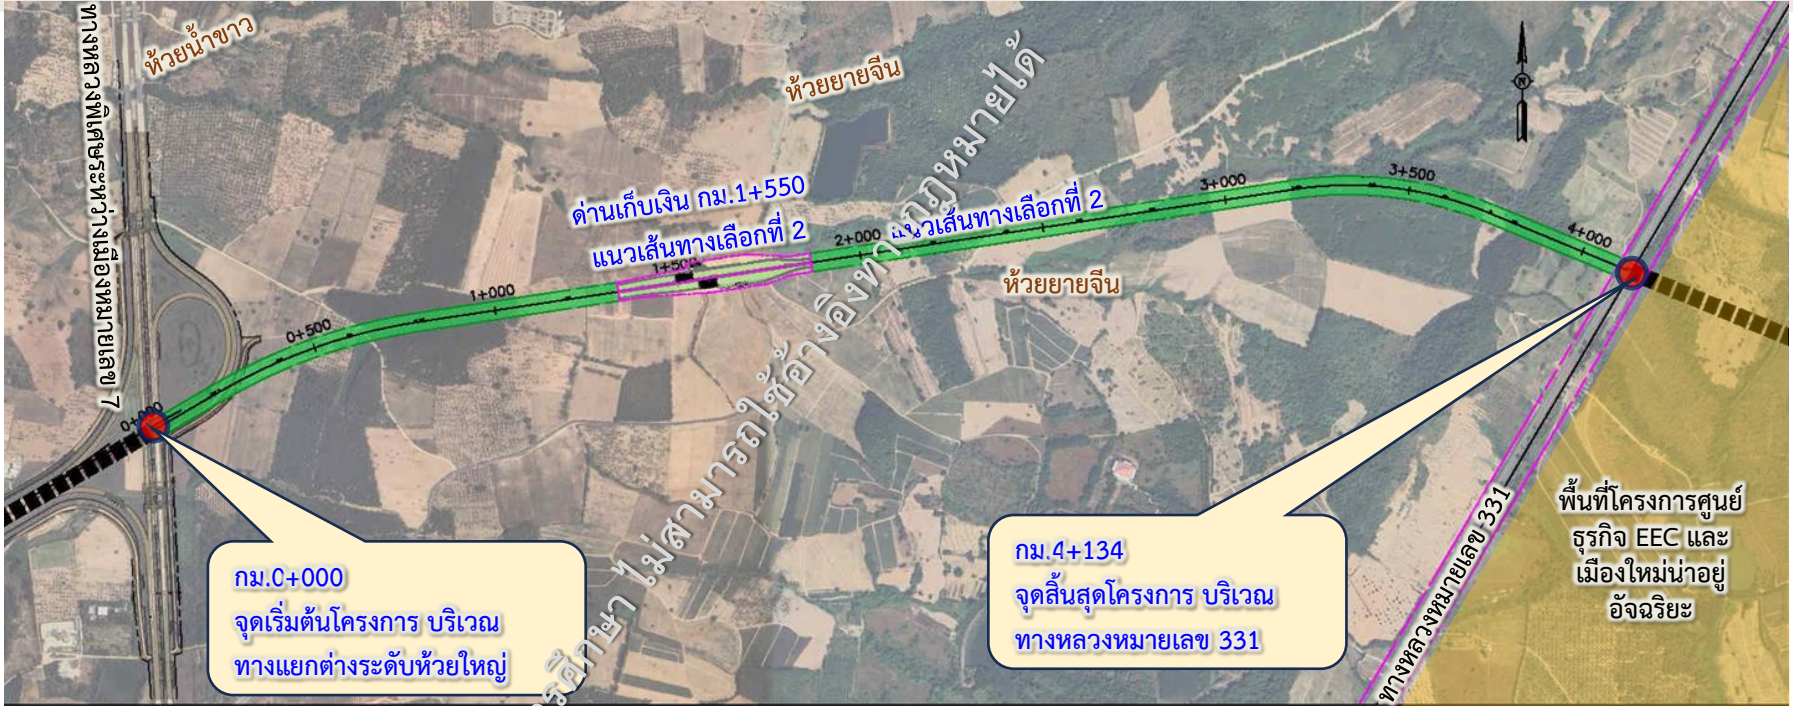 ทางหลวงพิเศษระหว่างเมืองหมายเลข 7
ห้วยน้ำขาว
ห้วยยายจีน
N
ด่านเก็บเงิน กม.1+550
แนวเส้นทางเลือกที่ 2
แนวเส้นทางเลือกที่ 2
0+000
0+500
1+000
1+500
2+000
3+000
3+500
4+000
ห้วยยายจีน
กม.0+000
จุดเริ่มต้นโครงการ บริเวณ
ทางแยกต่างระดับห้วยใหญ่
กม.4+134
จุดสิ้นสุดโครงการ บริเวณ
ทางหลวงหมายเลข 331
ทางหลวงหมายเลข 331
พื้นที่โครงการศูนย์
ธุรกิจ EEC และ
เมืองใหม่น่าอยู่
อัจฉริยะ
ศึกษา ไม่สามารถใช้อ้างอิงทางกฎหมายได้